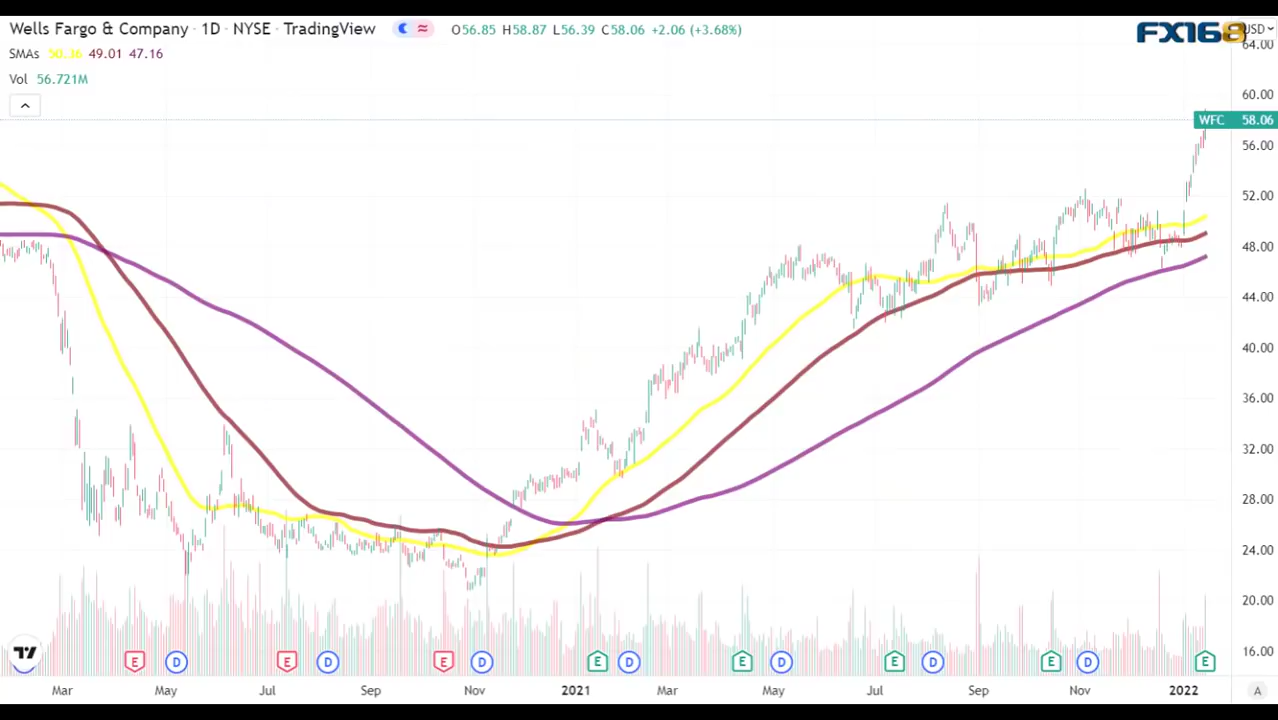 Wells Fargo & Company · 1D · NYSE · TradingView O56.85 H58.87 L56.39 C58.06 +2.06 (+3.68%)
FX168
USD
SMAs 50.36 49.01 47.16
Vol 56.721M
64.00
60.00
WFC 58.06
56.00
52.00
48.00
44.00
40.00
36.00
32.00
28.00
24.00
20.00
16.00
E D E D E D E D E D E D E D E
Mar May Jul Sep Nov 2021 Mar May Jul Sep Nov 2022 A